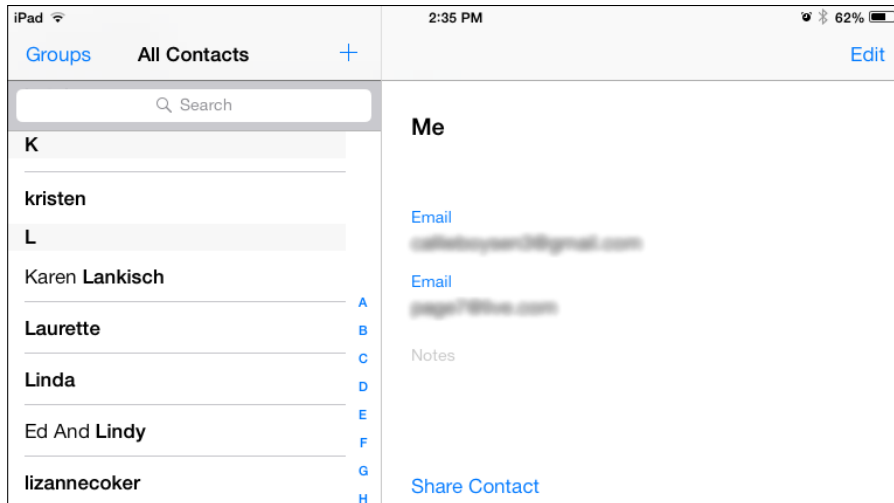 iPad 2:35 PM 62%
Groups All Contacts + Edit
Search
K
kristen
L
Karen Lankisch
Laurette
Linda
Ed And Lindy
lizannecoker
A
B
C
D
E
F
G
H
Me
Email
Email
Notes
Share Contact